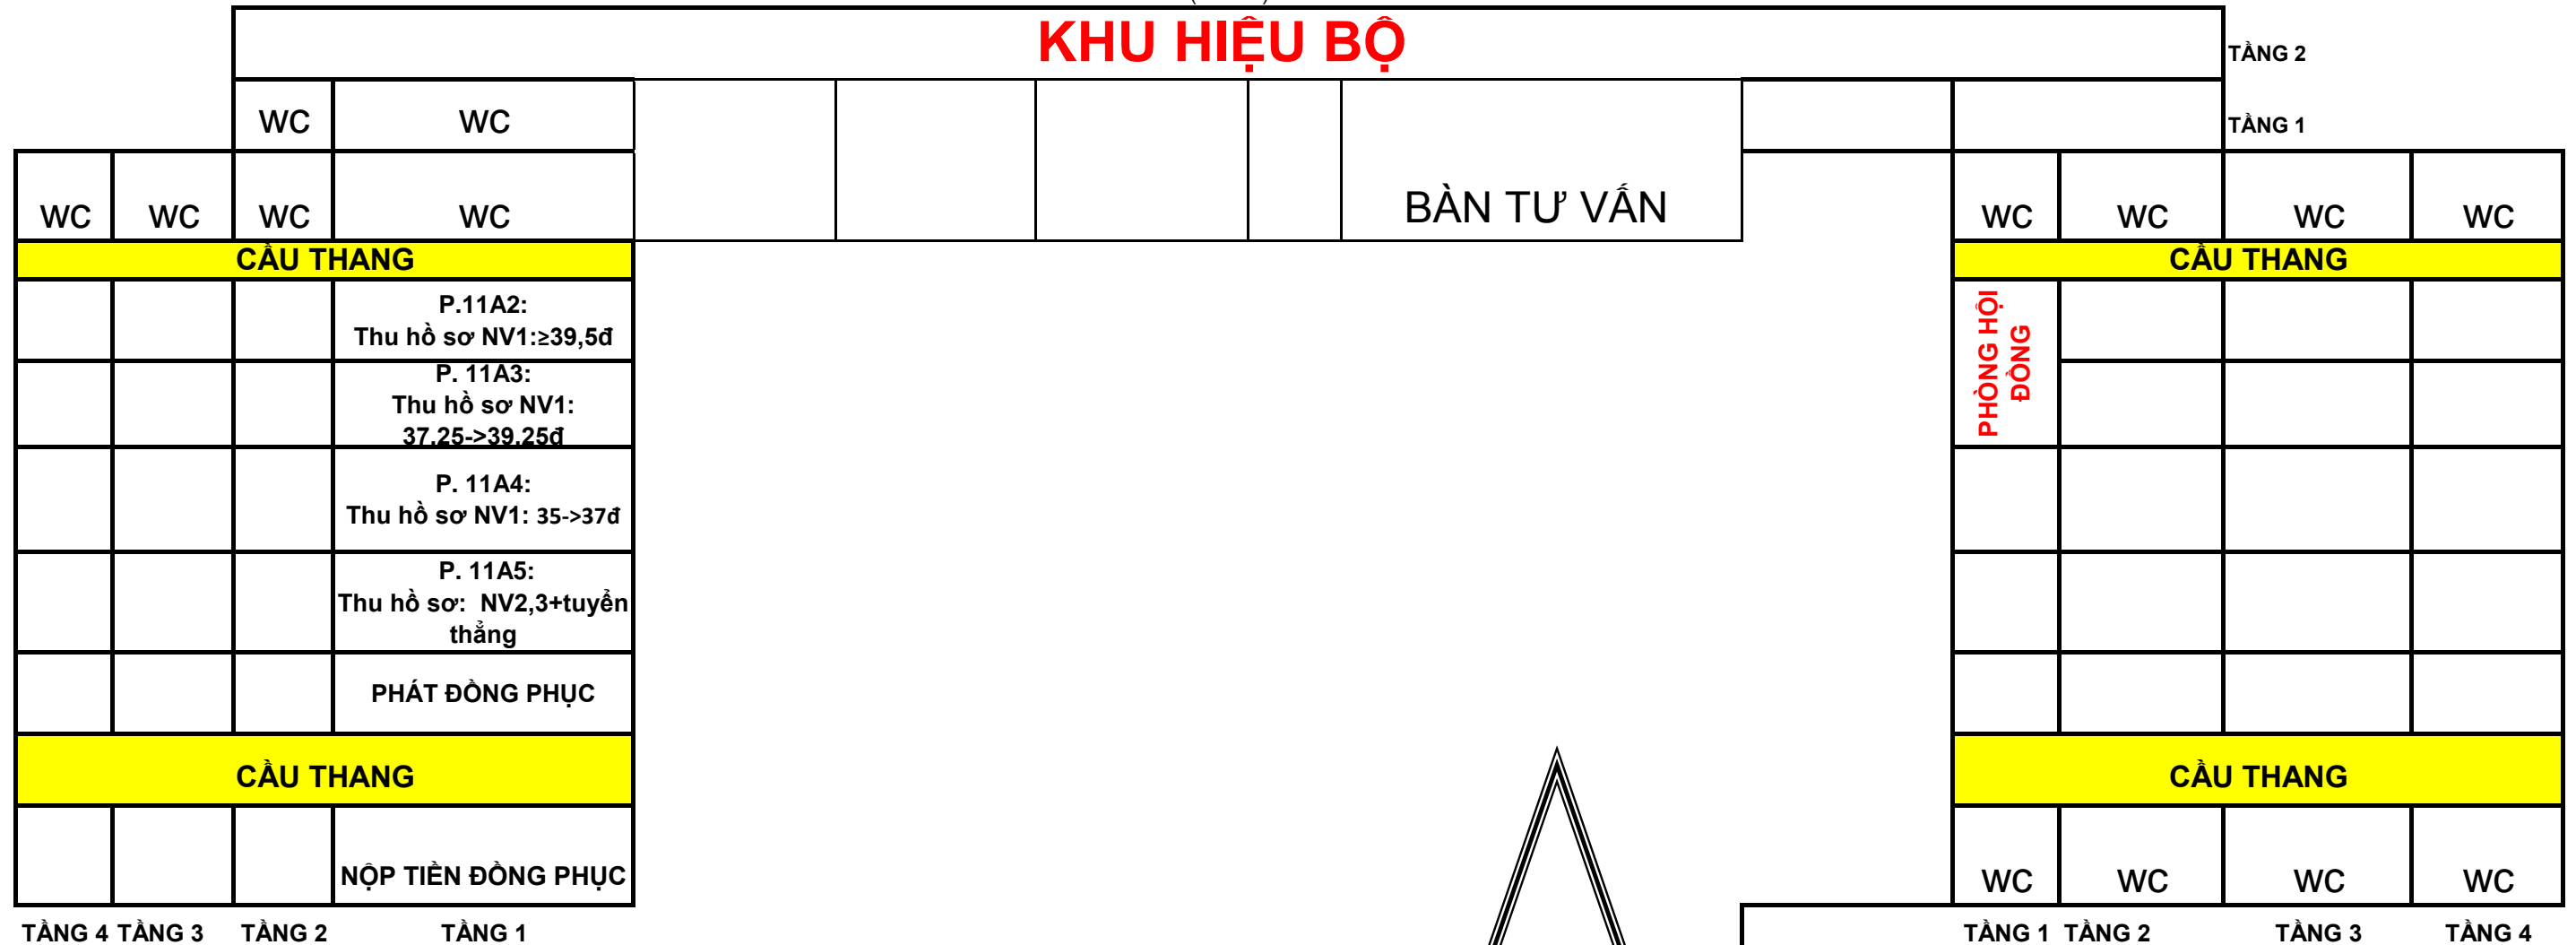 KHU HIỆU BỘ
TẦNG 2
WC WC
TẦNG 1
WC WC WC WC BÀN TƯ VẤN WC WC WC WC
CẦU THANG CẦU THANG
P.11A2:
Thu hồ sơ NV1:≥39,5đ
PHÒNG HỘI
ĐỒNG
P. 11A3:
Thu hồ sơ NV1:
37,25->39,25đ
P. 11A4:
Thu hồ sơ NV1: 35->37đ
P. 11A5:
Thu hồ sơ: NV2,3+tuyển
thẳng
PHÁT ĐỒNG PHỤC
CẦU THANG CẦU THANG
NỘP TIỀN ĐỒNG PHỤC WC WC WC WC
TẦNG 4 TẦNG 3 TẦNG 2 TẦNG 1 TẦNG 1 TẦNG 2 TẦNG 3 TẦNG 4